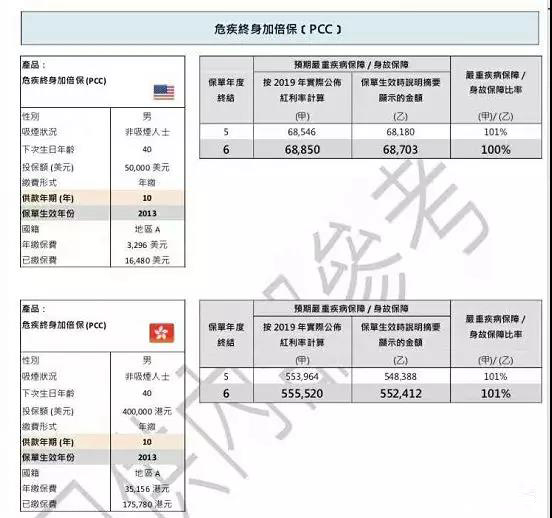 危疾終身加倍保〔PCC〕
產品：
危疾終身加倍保(PCC)
性別 男
吸煙狀況 非吸煙人士
下次生日年齡 40
投保額 (美元) 50,000 美元
繳費形式 年繳
供款年期 (年) 10
保單生效年份 2013
國籍 地區 A
年繳保費 3,296 美元
已繳保費 16,480 美元
保單年度終結
預期嚴重疾病保障 / 身故保障
按 2019 年實際公佈紅利率計算
(甲)
保單生效時說明摘要顯示的金額
(乙)
嚴重疾病保障 /
身故保障比率
(甲)/ (乙)
5 68,546 68,180 101%
6 68,850 68,703 100%
產品：
危疾終身加倍保(PCC)
性別 男
吸煙狀況 非吸煙人士
下次生日年齡 40
投保額 (美元) 400,000 港元
繳費形式 年繳
供款年期 (年) 10
保單生效年份 2013
國籍 地區 A
年繳保費 35,156 港元
已繳保費 175,780 港元
保單年度終結
預期嚴重疾病保障 / 身故保障
按 2019 年實際公佈紅利率計算
(甲)
保單生效時說明摘要顯示的金額
(乙)
嚴重疾病保障 /
身故保障比率
(甲)/ (乙)
5 553,964 548,388 101%
6 555,520 552,412 101%
只供內部參考